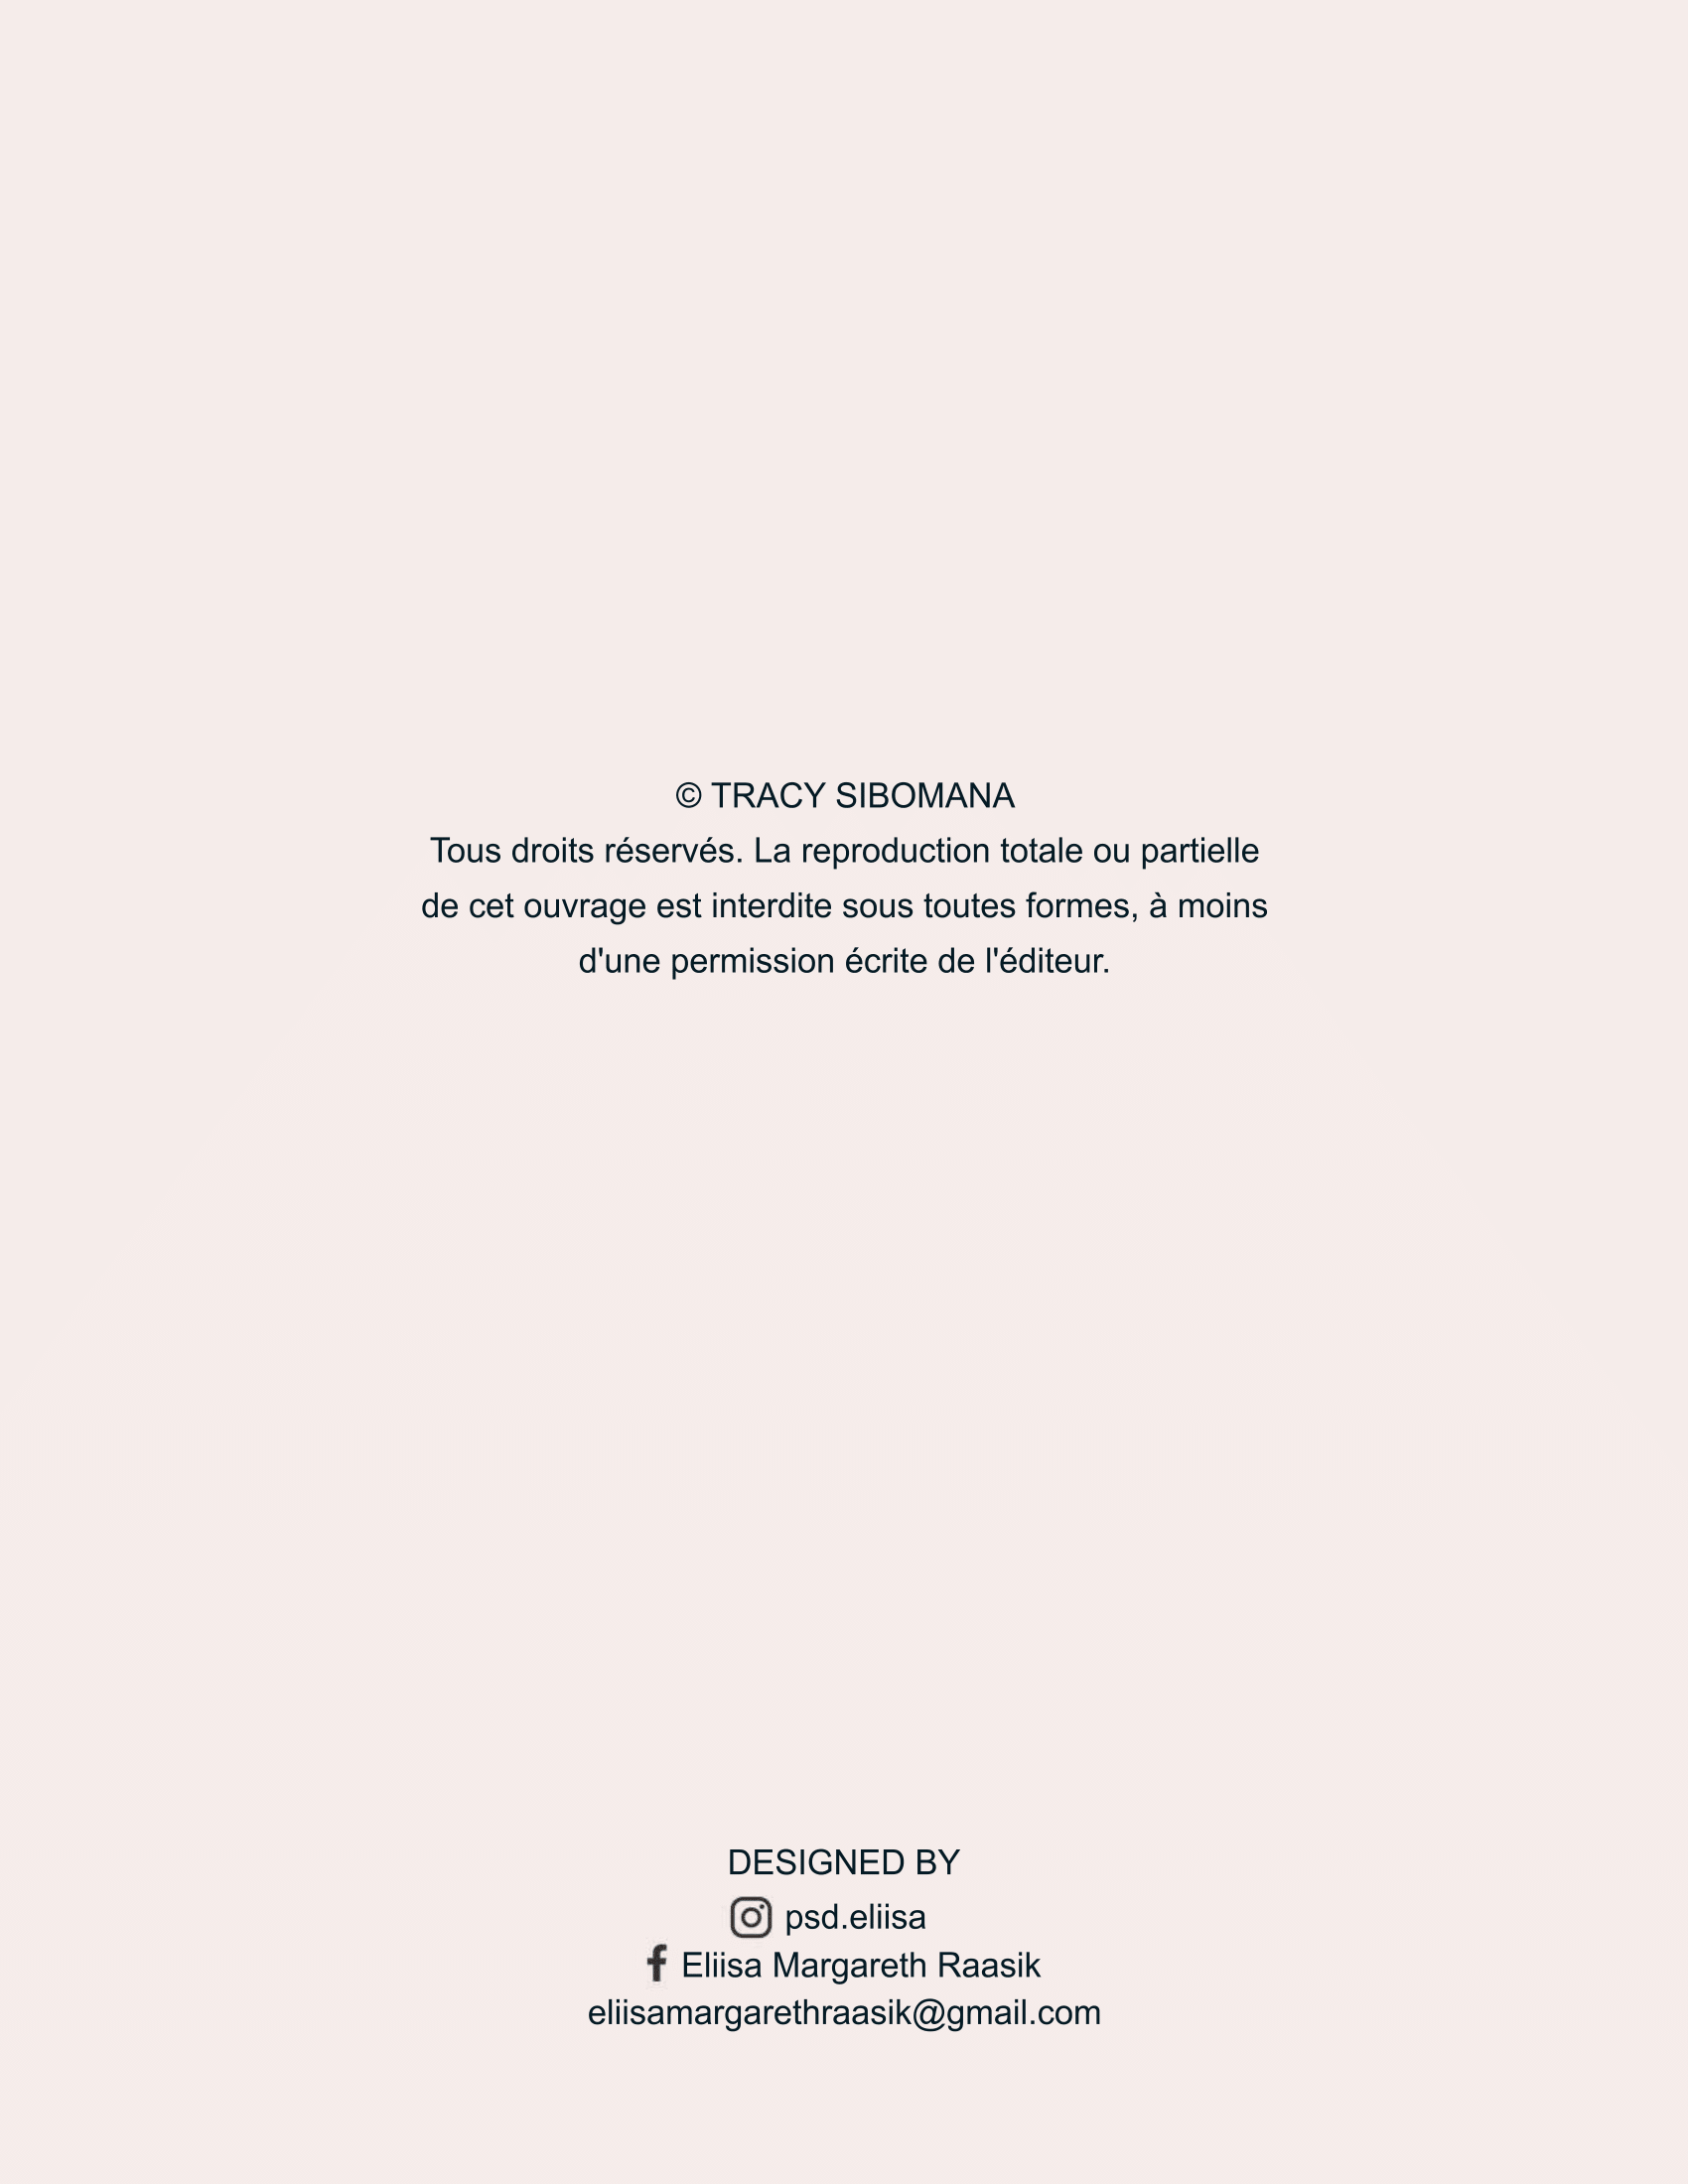 © TRACY SIBOMANA
Tous droits réservés. La reproduction totale ou partielle
de cet ouvrage est interdite sous toutes formes, à moins
d'une permission écrite de l'éditeur.
DESIGNED BY
psd.eliisa
Eliisa Margareth Raasik
eliisamargarethraasik@gmail.com